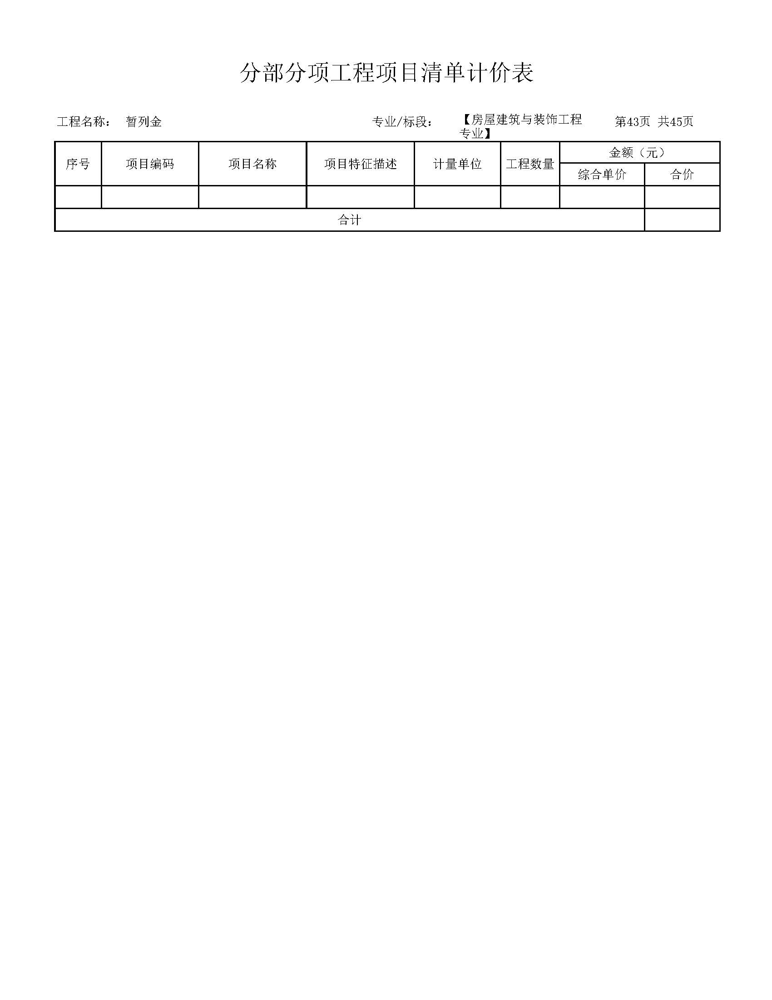 分部分项工程项目清单计价表
工程名称： 暂列金 专业/标段： 【房屋建筑与装饰工程专业】 第43页 共45页
序号 项目编码 项目名称 项目特征描述 计量单位 工程数量 金额（元）
综合单价 合价
合计